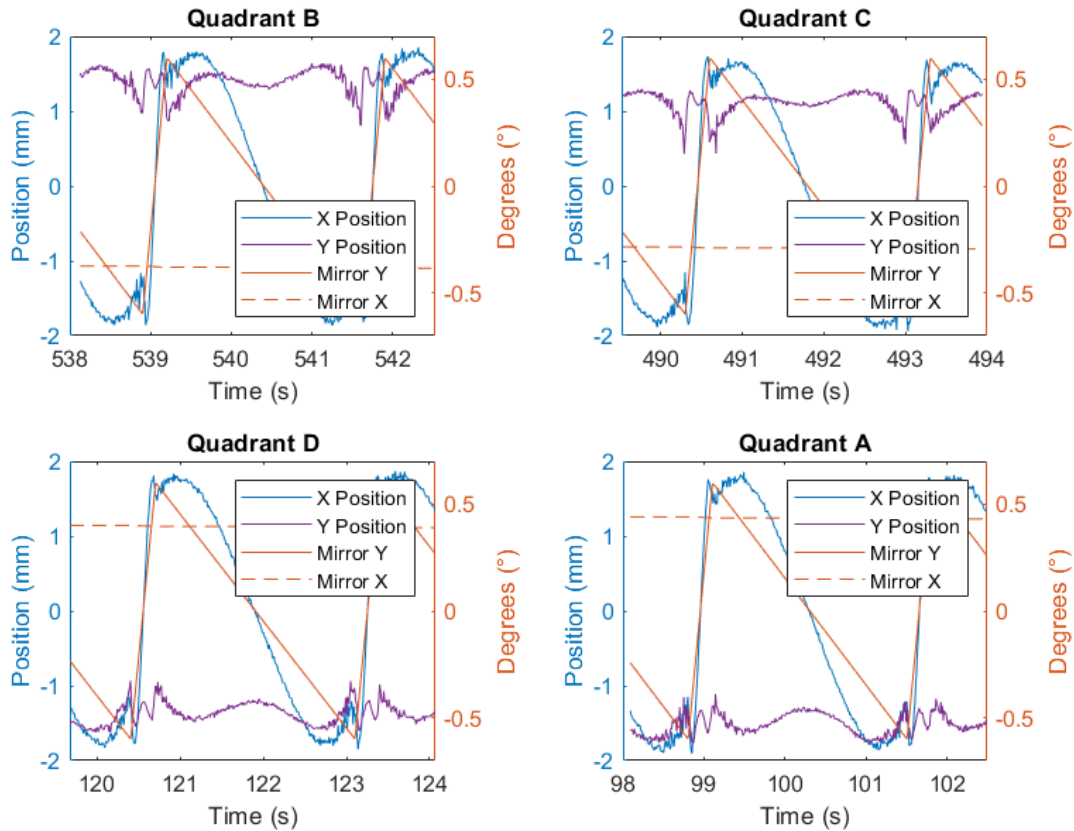 Quadrant B
Position (mm)
2
1
0
-1
-2
0.5
0
-0.5
Degrees (°)
X Position
Y Position
Mirror Y
Mirror X
538
539
540
541
542
Time (s)
Quadrant C
Position (mm)
2
1
0
-1
-2
0.5
0
-0.5
Degrees (°)
X Position
Y Position
Mirror Y
Mirror X
490
491
492
493
494
Time (s)
Quadrant D
Position (mm)
2
1
0
-1
-2
0.5
0
-0.5
Degrees (°)
X Position
Y Position
Mirror Y
Mirror X
120
121
122
123
124
Time (s)
Quadrant A
Position (mm)
2
1
0
-1
-2
0.5
0
-0.5
Degrees (°)
X Position
Y Position
Mirror Y
Mirror X
98
99
100
101
102
Time (s)